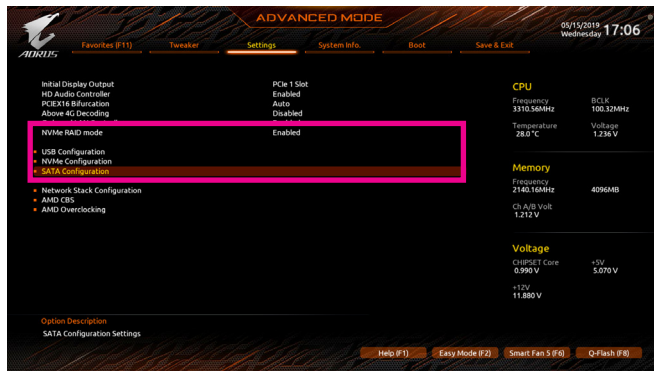 ADVANCED MODE
05/15/2019
Wednesday 17:06
AORUS
Favorites (F11) Tweaker Settings System Info. Boot Save & Exit
Initial Display Output PCIe 1 Slot
HD Audio Controller Enabled
PCIEX16 Bifurcation Auto
Above 4G Decoding Disabled
NVMe RAID mode Enabled
USB Configuration
NVMe Configuration
SATA Configuration
Network Stack Configuration
AMD CBS
AMD Overclocking
CPU
Frequency BCLK
3310.56MHz 100.32MHz
Temperature Voltage
28.0 °C 1.236 V
Memory
Frequency
2140.16MHz 4096MB
Ch A/B Volt
1.212 V
Voltage
CHIPSET Core +5V
0.990 V 5.070 V
+12V
11.880 V
Option Description
SATA Configuration Settings
Help (F1) Easy Mode (F2) Smart Fan 5 (F6) Q-Flash (F8)